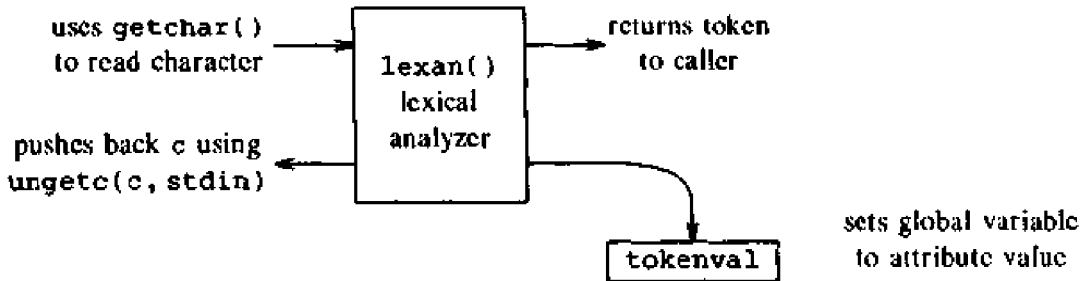 uses getchar()
to read character
lexan()
lexical
analyzer
returns token
to caller
pushes back c using
ungetc(c, stdin)
tokenval
sets global variable
to attribute value